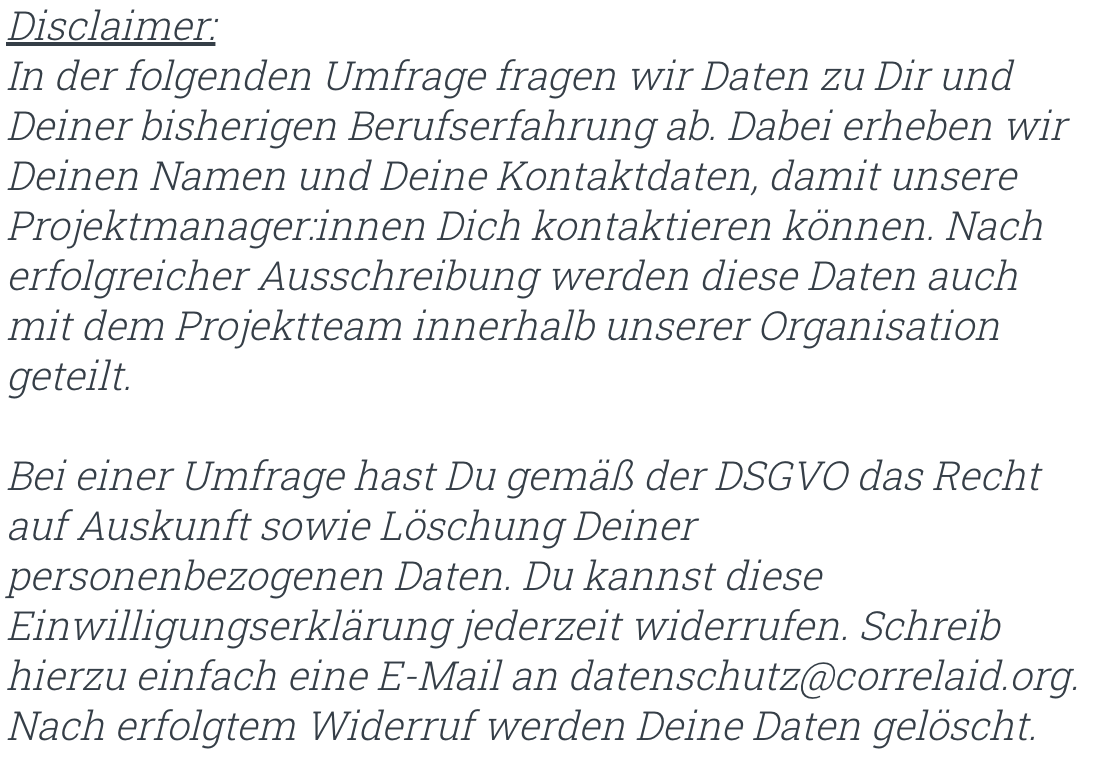 Disclaimer:
In der folgenden Umfrage fragen wir Daten zu Dir und
Deiner bisherigen Berufserfahrung ab. Dabei erheben wir
Deinen Namen und Deine Kontaktdaten, damit unsere
Projektmanager:innen Dich kontaktieren können. Nach
erfolgreicher Ausschreibung werden diese Daten auch
mit dem Projektteam innerhalb unserer Organisation
geteilt.
Bei einer Umfrage hast Du gemäß der DSGVO das Recht
auf Auskunft sowie Löschung Deiner
personenbezogenen Daten. Du kannst diese
Einwilligungserklärung jederzeit widerrufen. Schreib
hierzu einfach eine E-Mail an datenschutz@correlaid.org.
Nach erfolgtem Widerruf werden Deine Daten gelöscht.